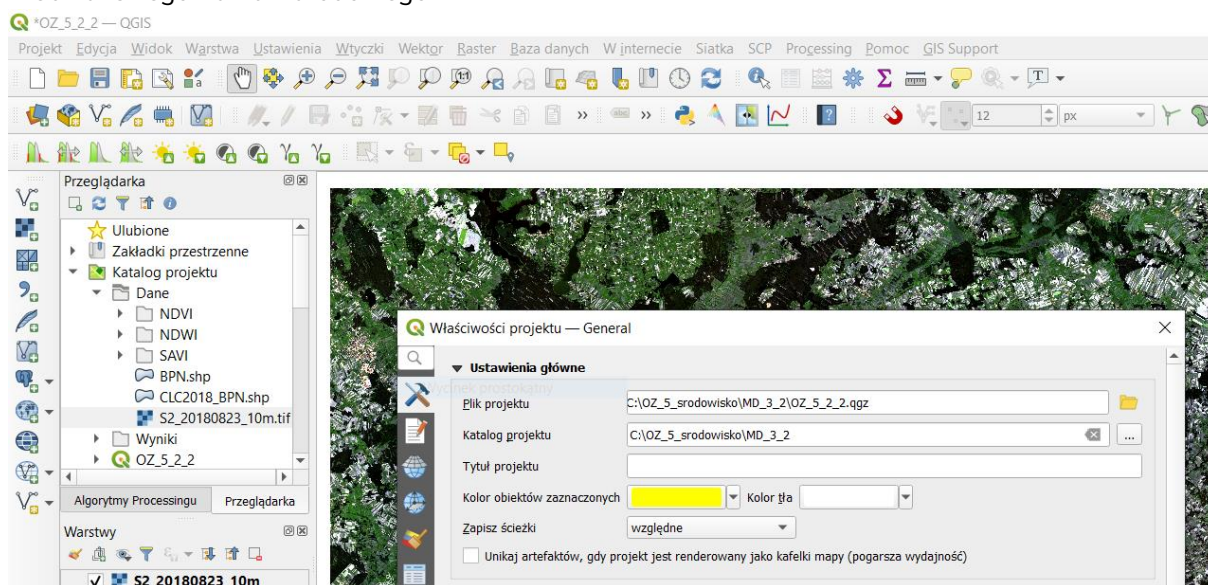 *OZ_5_2_2 — QGIS
Projekt Edycja Widok Warstwa Ustawienia Wtyczki Wektor Raster Baza danych W internecie Siatka SCP Processing Pomoc GIS Support
12 px
Przeglądarka
Ulubione
Zakładki przestrzenne
Katalog projektu
Dane
NDVI
NDWI
SAVI
BPN.shp
CLC2018_BPN.shp
S2_20180823_10m.tif
Wyniki
OZ_5_2_2
Algorytmy Processingu Przeglądarka
Warstwy
S2_20180823_10m
Właściwości projektu — General
Ustawienia główne
Plik projektu C:\OZ_5_srodowisko\MD_3_2\OZ_5_2_2.qgz
Katalog projektu C:\OZ_5_srodowisko\MD_3_2
Tytuł projektu
Kolor obiektów zaznaczonych Kolor tła
Zapisz ścieżki względne
Unikaj artefaktów, gdy projekt jest renderowany jako kafelki mapy (pogarsza wydajność)